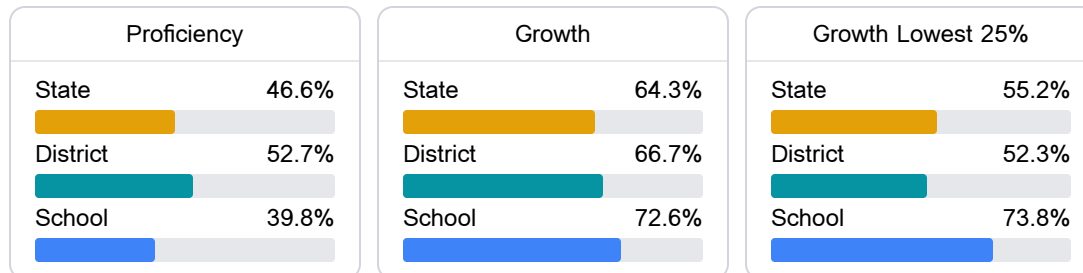 Proficiency
State 46.6%
District 52.7%
School 39.8%
Growth
State 64.3%
District 66.7%
School 72.6%
Growth Lowest 25%
State 55.2%
District 52.3%
School 73.8%